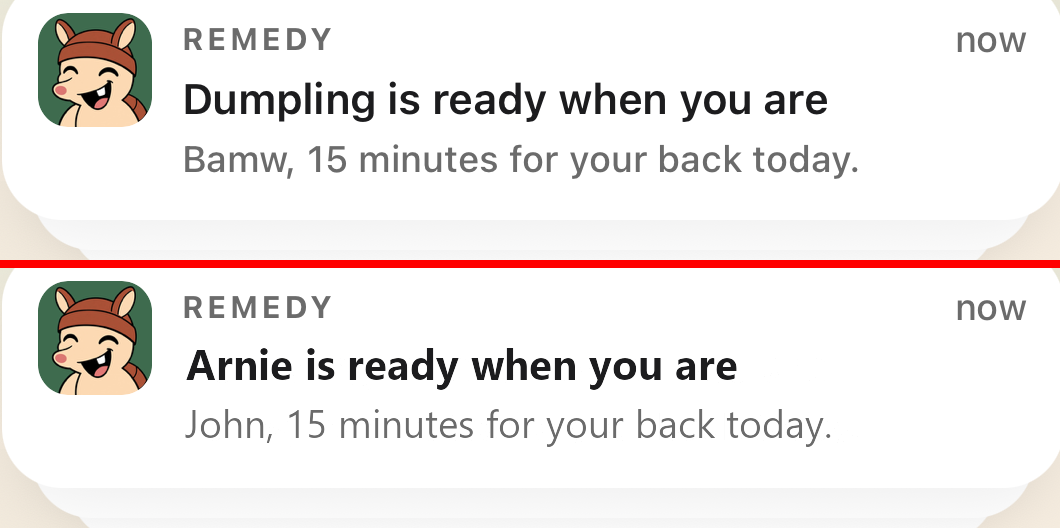 REMEDY
now
Dumpling is ready when you are
Bamw, 15 minutes for your back today.
REMEDY
now
Arnie is ready when you are
John, 15 minutes for your back today.